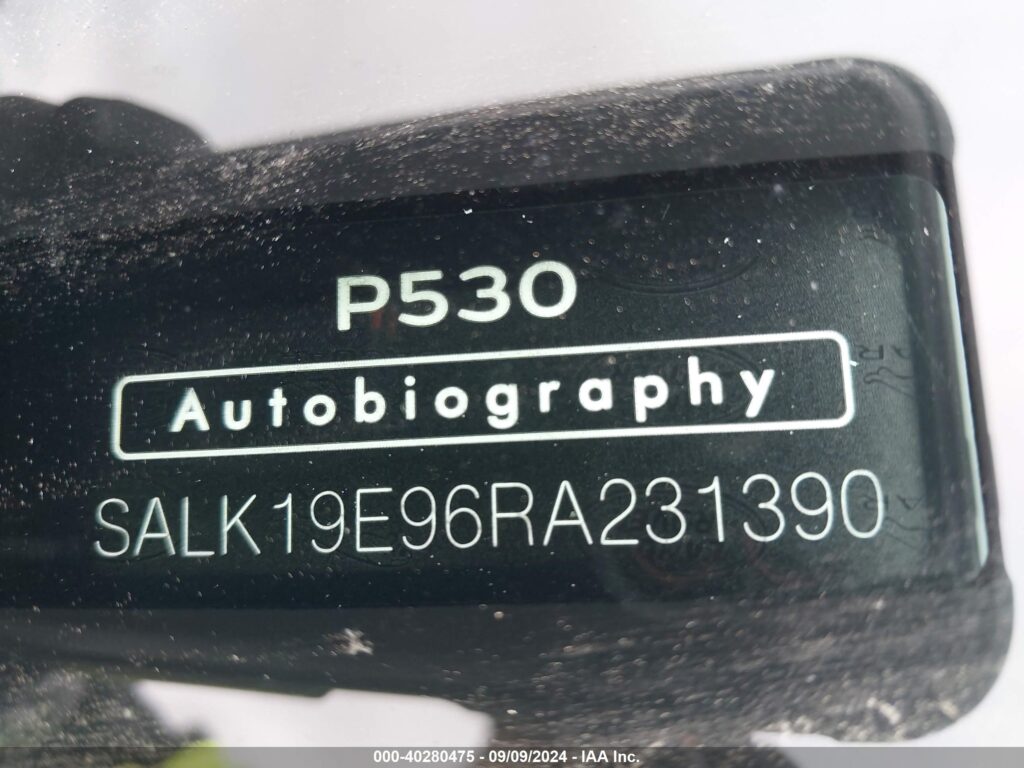 P530
Autobiography
SALK19E96RA231390
000-40280475 - 09/09/2024 - IAA Inc.